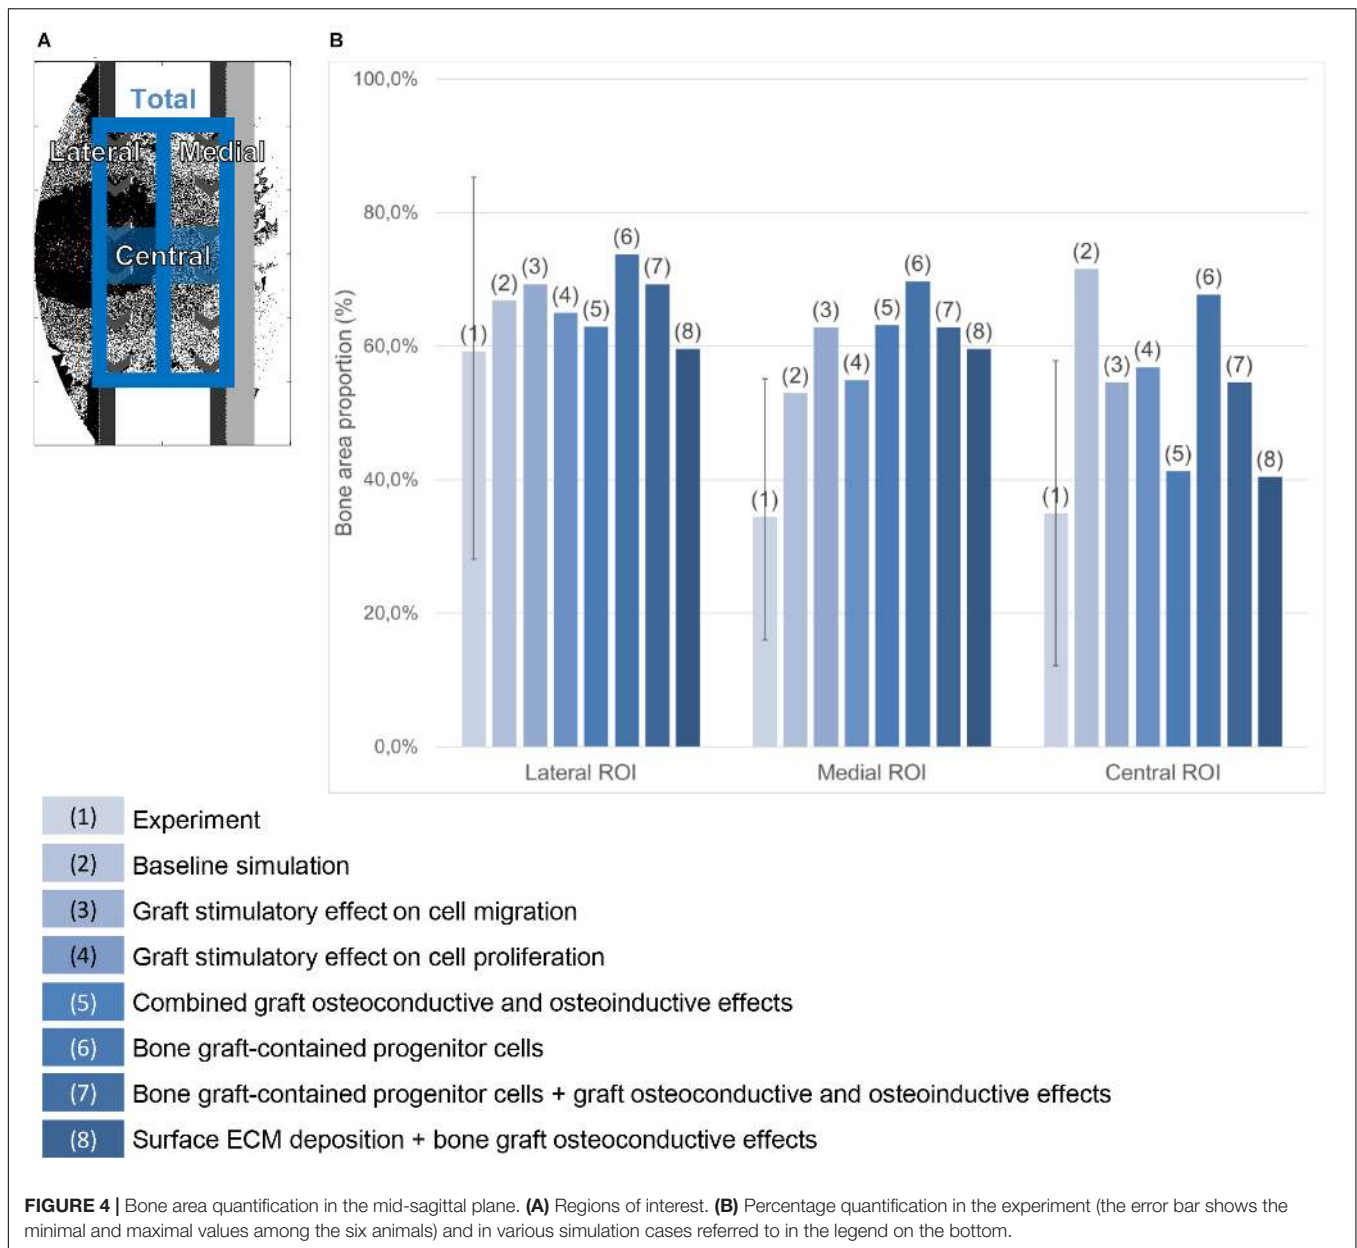 A
B
Total
Lateral
Medial
Central
Bone area proportion (%)
100,0%
80,0%
60,0%
40,0%
20,0%
0,0%
(1)
(2)
(3)
(4)
(5)
(6)
(7)
(8)
(1)
(2)
(3)
(4)
(5)
(6)
(7)
(8)
(1)
(2)
(3)
(4)
(5)
(6)
(7)
(8)
Lateral ROI
Medial ROI
Central ROI
(1) Experiment
(2) Baseline simulation
(3) Graft stimulatory effect on cell migration
(4) Graft stimulatory effect on cell proliferation
(5) Combined graft osteoconductive and osteoinductive effects
(6) Bone graft-contained progenitor cells
(7) Bone graft-contained progenitor cells + graft osteoconductive and osteoinductive effects
(8) Surface ECM deposition + bone graft osteoconductive effects
FIGURE 4 | Bone area quantification in the mid-sagittal plane. (A) Regions of interest. (B) Percentage quantification in the experiment (the error bar shows the
minimal and maximal values among the six animals) and in various simulation cases referred to in the legend on the bottom.